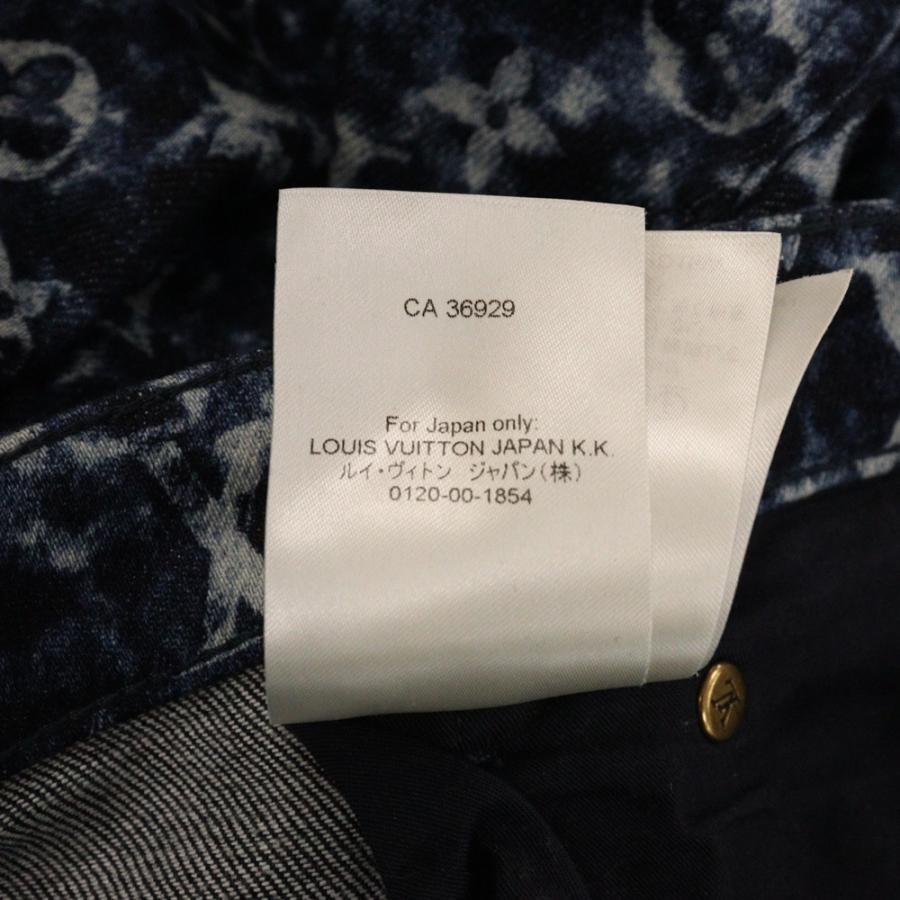 CA 36929
For Japan only:
LOUIS VUITTON JAPAN K.K.
ルイ・ヴィトン ジャパン(株)
0120-00-1854